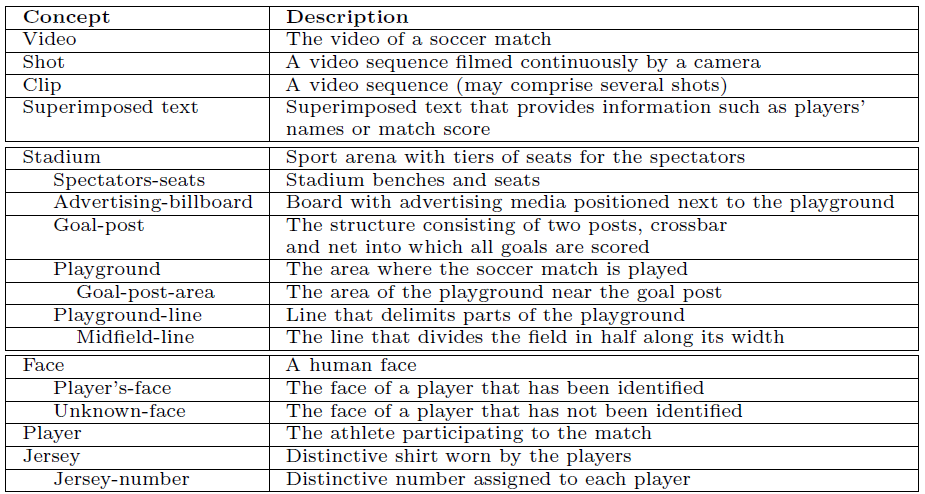 Concept Description
Video The video of a soccer match
Shot A video sequence filmed continuously by a camera
Clip A video sequence (may comprise several shots)
Superimposed text Superimposed text that provides information such as players'
names or match score
Stadium Sport arena with tiers of seats for the spectators
Spectators-seats Stadium benches and seats
Advertising-billboard Board with advertising media positioned next to the playground
Goal-post The structure consisting of two posts, crossbar
and net into which all goals are scored
Playground The area where the soccer match is played
Goal-post-area The area of the playground near the goal post
Playground-line Line that delimits parts of the playground
Midfield-line The line that divides the field in half along its width
Face A human face
Player's-face The face of a player that has been identified
Unknown-face The face of a player that has not been identified
Player The athlete participating to the match
Jersey Distinctive shirt worn by the players
Jersey-number Distinctive number assigned to each player